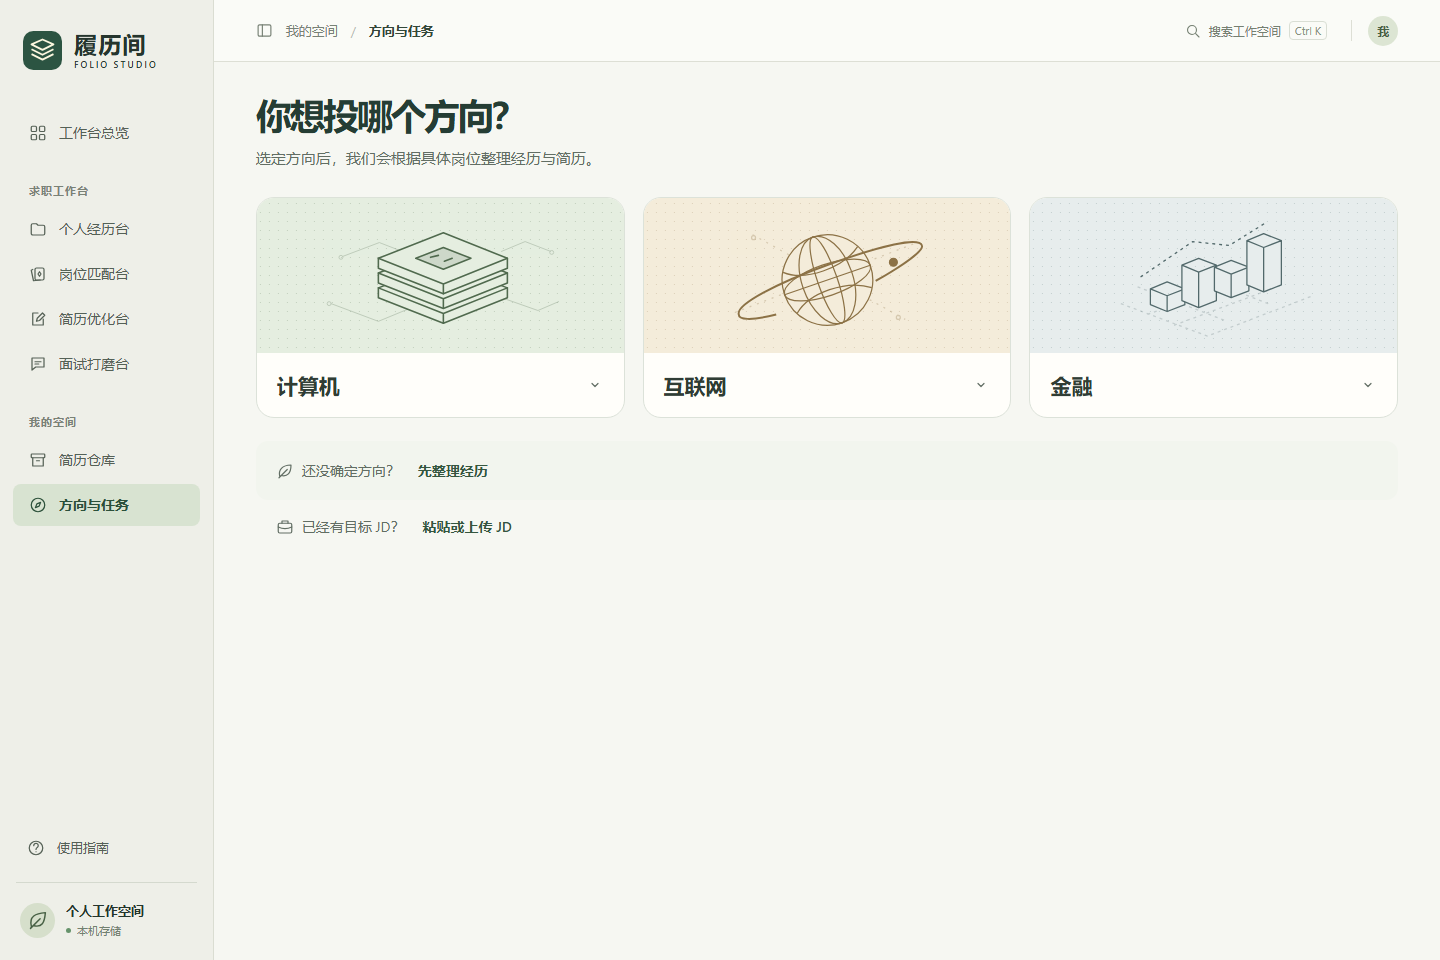 履历间
FOLIO STUDIO
工作台总览
求职工作台
个人经历台
岗位匹配台
简历优化台
面试打磨台
我的空间
简历仓库
方向与任务
使用指南
个人工作空间
本机存储
我的空间 / 方向与任务
搜索工作空间 Ctrl K
我
你想投哪个方向？
选定方向后，我们会根据具体岗位整理经历与简历。
计算机
互联网
金融
还没确定方向？ 先整理经历
已经有目标 JD？ 粘贴或上传 JD